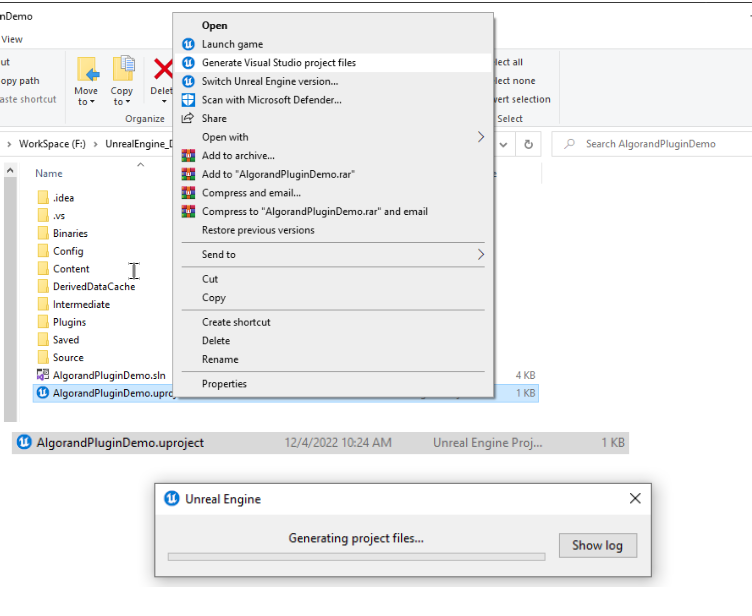 nDemo
View
ut
opy path
aste shortcut
Move to
Copy to
Delet
Organize
lect all
lect none
vert selection
Select
WorkSpace (F:) > UnrealEngine_D
Search AlgorandPluginDemo
Name
.idea
.vs
Binaries
Config
Content
DerivedDataCache
Intermediate
Plugins
Saved
Source
AlgorandPluginDemo.sln
4 KB
AlgorandPluginDemo.uproj
1 KB
Open
Launch game
Generate Visual Studio project files
Switch Unreal Engine version...
Scan with Microsoft Defender...
Share
Open with
Add to archive...
Add to "AlgorandPluginDemo.rar"
Compress and email...
Compress to "AlgorandPluginDemo.rar" and email
Restore previous versions
Send to
Cut
Copy
Create shortcut
Delete
Rename
Properties
AlgorandPluginDemo.uproject 12/4/2022 10:24 AM Unreal Engine Proj... 1 KB
Unreal Engine
Generating project files...
Show log